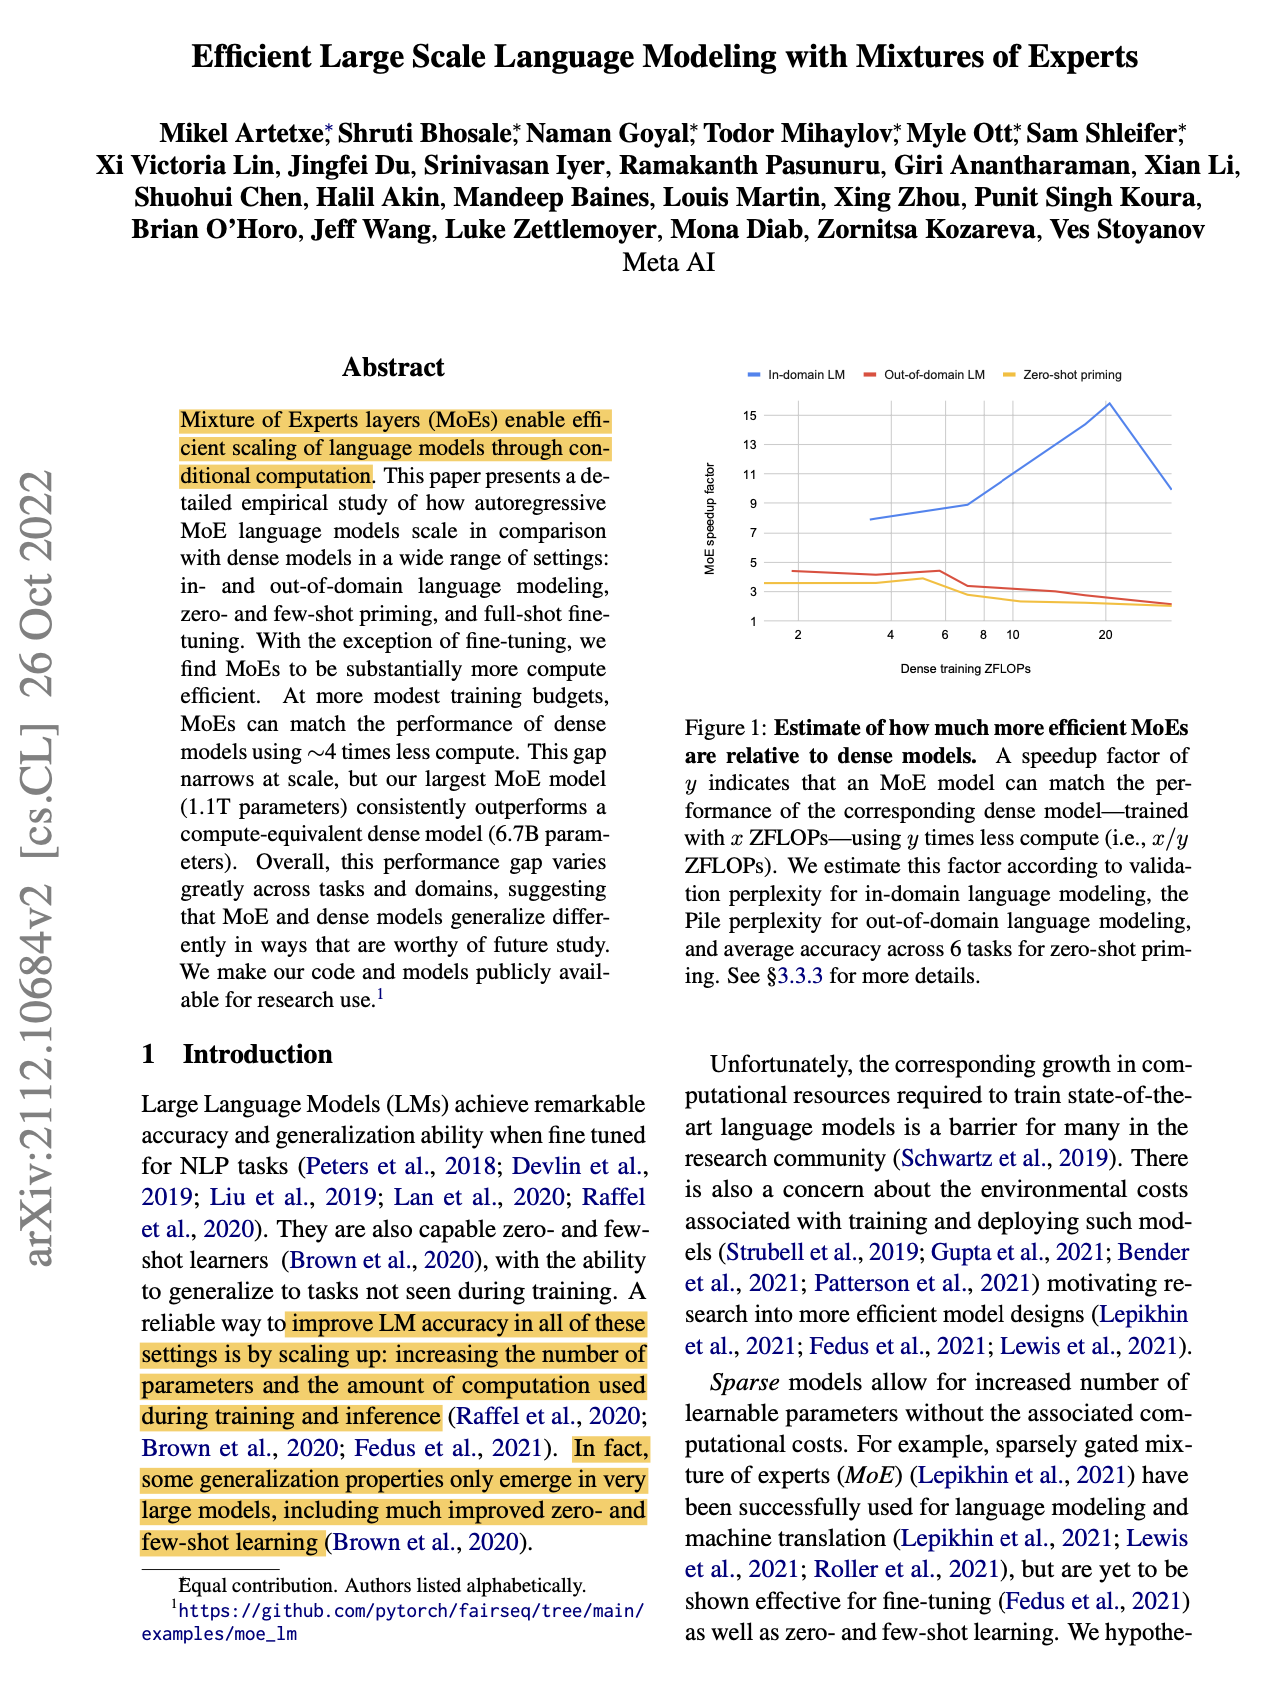 Efficient Large Scale Language Modeling with Mixtures of Experts
Mikel Artetxe,* Shruti Bhosale,* Naman Goyal,* Todor Mihaylov,* Myle Ott,* Sam Shleifer,*
Xi Victoria Lin, Jingfei Du, Srinivasan Iyer, Ramakanth Pasunuru, Giri Anantharaman, Xian Li,
Shuohui Chen, Halil Akin, Mandeep Baines, Louis Martin, Xing Zhou, Punit Singh Koura,
Brian O’Horo, Jeff Wang, Luke Zettlemoyer, Mona Diab, Zornitsa Kozareva, Ves Stoyanov
Meta AI
arXiv:2112.10684v2 [cs.CL] 26 Oct 2022
Abstract
Mixture of Experts layers (MoEs) enable effi-
cient scaling of language models through con-
ditional computation. This paper presents a de-
tailed empirical study of how autoregressive
MoE language models scale in comparison
with dense models in a wide range of settings:
in- and out-of-domain language modeling,
zero- and few-shot priming, and full-shot fine-
tuning. With the exception of fine-tuning, we
find MoEs to be substantially more compute
efficient. At more modest training budgets,
MoEs can match the performance of dense
models using ∼4 times less compute. This gap
narrows at scale, but our largest MoE model
(1.1T parameters) consistently outperforms a
compute-equivalent dense model (6.7B param-
eters). Overall, this performance gap varies
greatly across tasks and domains, suggesting
that MoE and dense models generalize differ-
ently in ways that are worthy of future study.
We make our code and models publicly avail-
able for research use.1
1 Introduction
Large Language Models (LMs) achieve remarkable
accuracy and generalization ability when fine tuned
for NLP tasks (Peters et al., 2018; Devlin et al.,
2019; Liu et al., 2019; Lan et al., 2020; Raffel
et al., 2020). They are also capable zero- and few-
shot learners (Brown et al., 2020), with the ability
to generalize to tasks not seen during training. A
reliable way to improve LM accuracy in all of these
settings is by scaling up: increasing the number of
parameters and the amount of computation used
during training and inference (Raffel et al., 2020;
Brown et al., 2020; Fedus et al., 2021). In fact,
some generalization properties only emerge in very
large models, including much improved zero- and
few-shot learning (Brown et al., 2020).
*Equal contribution. Authors listed alphabetically.
1https://github.com/pytorch/fairseq/tree/main/
examples/moe_lm
In-domain LM Out-of-domain LM Zero-shot priming
MoE speedup factor
15
13
11
9
7
5
3
1
2 4 6 8 10 20
Dense training ZFLOPs
Figure 1: Estimate of how much more efficient MoEs
are relative to dense models. A speedup factor of
y indicates that an MoE model can match the per-
formance of the corresponding dense model—trained
with x ZFLOPs—using y times less compute (i.e., x/y
ZFLOPs). We estimate this factor according to valida-
tion perplexity for in-domain language modeling, the
Pile perplexity for out-of-domain language modeling,
and average accuracy across 6 tasks for zero-shot prim-
ing. See §3.3.3 for more details.
Unfortunately, the corresponding growth in com-
putational resources required to train state-of-the-
art language models is a barrier for many in the
research community (Schwartz et al., 2019). There
is also a concern about the environmental costs
associated with training and deploying such mod-
els (Strubell et al., 2019; Gupta et al., 2021; Bender
et al., 2021; Patterson et al., 2021) motivating re-
search into more efficient model designs (Lepikhin
et al., 2021; Fedus et al., 2021; Lewis et al., 2021).
Sparse models allow for increased number of
learnable parameters without the associated com-
putational costs. For example, sparsely gated mix-
ture of experts (MoE) (Lepikhin et al., 2021) have
been successfully used for language modeling and
machine translation (Lepikhin et al., 2021; Lewis
et al., 2021; Roller et al., 2021), but are yet to be
shown effective for fine-tuning (Fedus et al., 2021)
as well as zero- and few-shot learning. We hypothe-